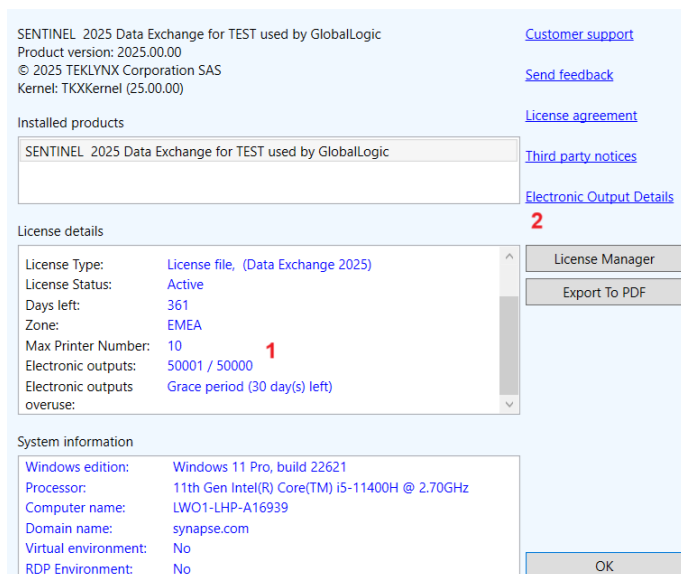 SENTINEL  2025 Data Exchange for TEST used by GlobalLogic
Product version: 2025.00.00
© 2025 TEKLYNX Corporation SAS
Kernel: TKXKernel (25.00.00)
Installed products
SENTINEL  2025 Data Exchange for TEST used by GlobalLogic
Customer support
Send feedback
License agreement
Third party notices
Electronic Output Details
2
License Manager
Export To PDF
License details
License Type: License file,  (Data Exchange 2025)
License Status: Active
Days left: 361
Zone: EMEA
Max Printer Number: 10
1
Electronic outputs: 50001 / 50000
Electronic outputs overuse: Grace period (30 day(s) left)
System information
Windows edition: Windows 11 Pro, build 22621
Processor: 11th Gen Intel(R) Core(TM) i5-11400H @ 2.70GHz
Computer name: LWO1-LHP-A16939
Domain name: synapse.com
Virtual environment: No
RDP Environment: No
OK